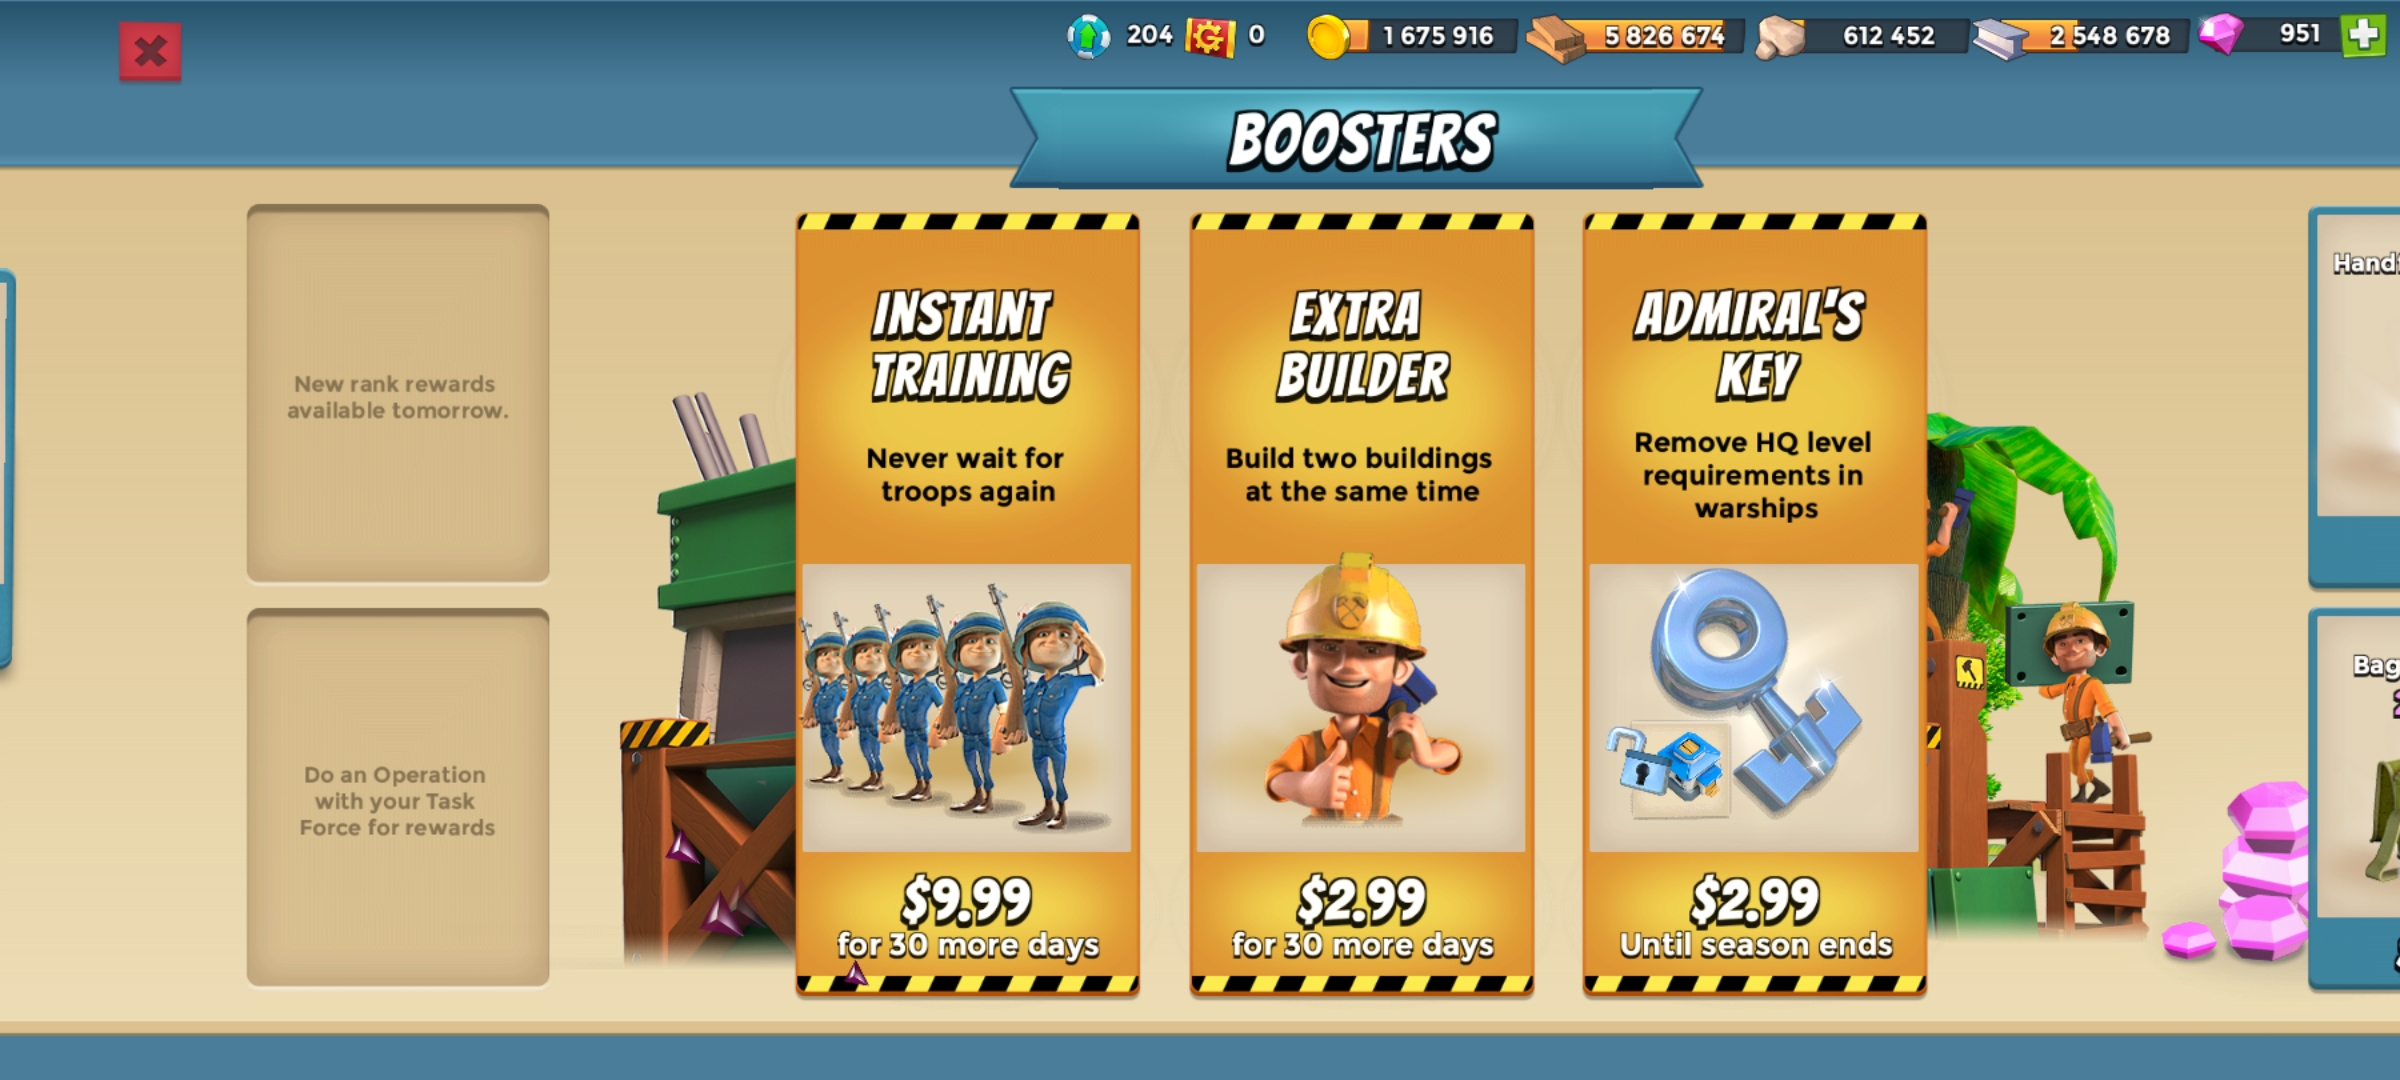 204
0
1 675 916
5 826 674
612 452
2 548 678
951
BOOSTERS
New rank rewards
available tomorrow.
Do an Operation
with your Task
Force for rewards
INSTANT
TRAINING
Never wait for
troops again
$9.99
for 30 more days
EXTRA
BUILDER
Build two buildings
at the same time
$2.99
for 30 more days
ADMIRAL'S
KEY
Remove HQ level
requirements in
warships
$2.99
Until season ends